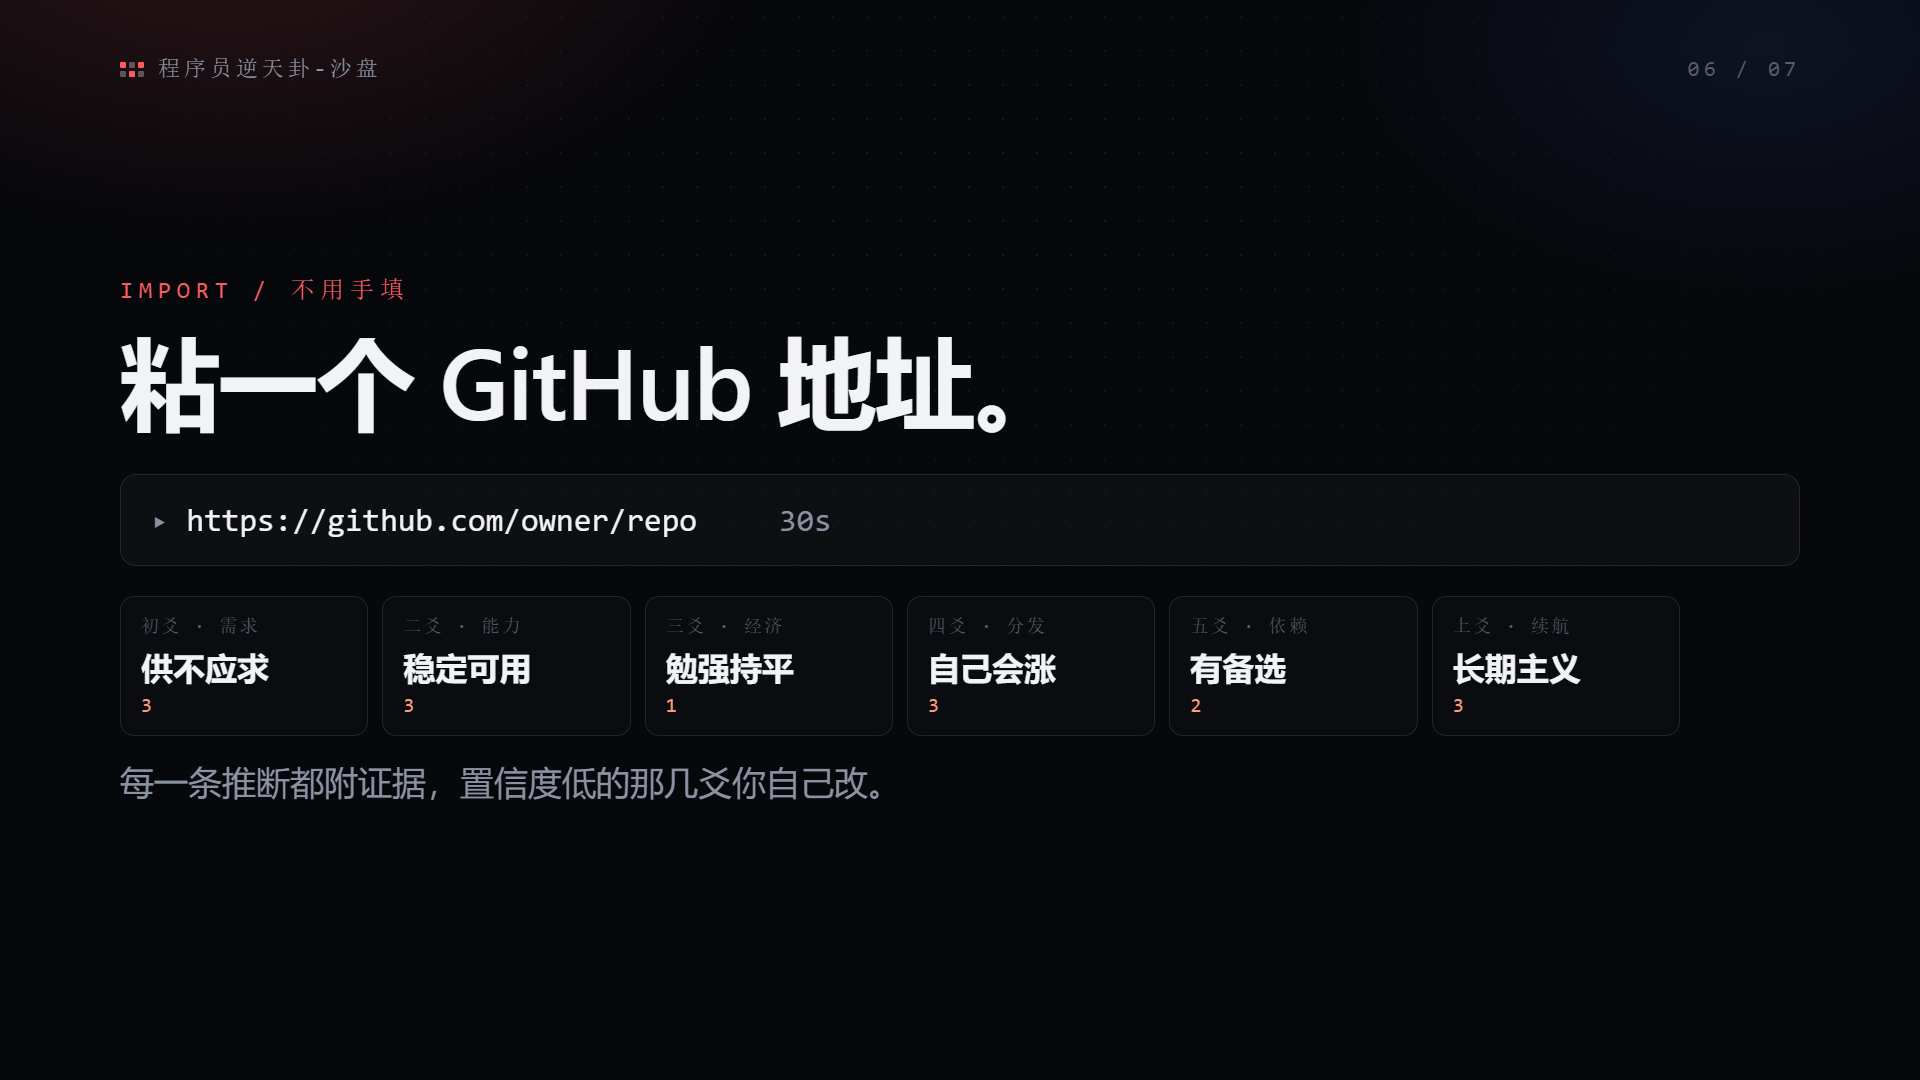 程序员逆天卦-沙盘
06 / 07
IMPORT / 不用手填
粘一个 GitHub 地址。
▸ https://github.com/owner/repo 30s
初爻 · 需求
供不应求
3
二爻 · 能力
稳定可用
3
三爻 · 经济
勉强持平
1
四爻 · 分发
自己会涨
3
五爻 · 依赖
有备选
2
上爻 · 续航
长期主义
3
每一条推断都附证据，置信度低的那几爻你自己改。